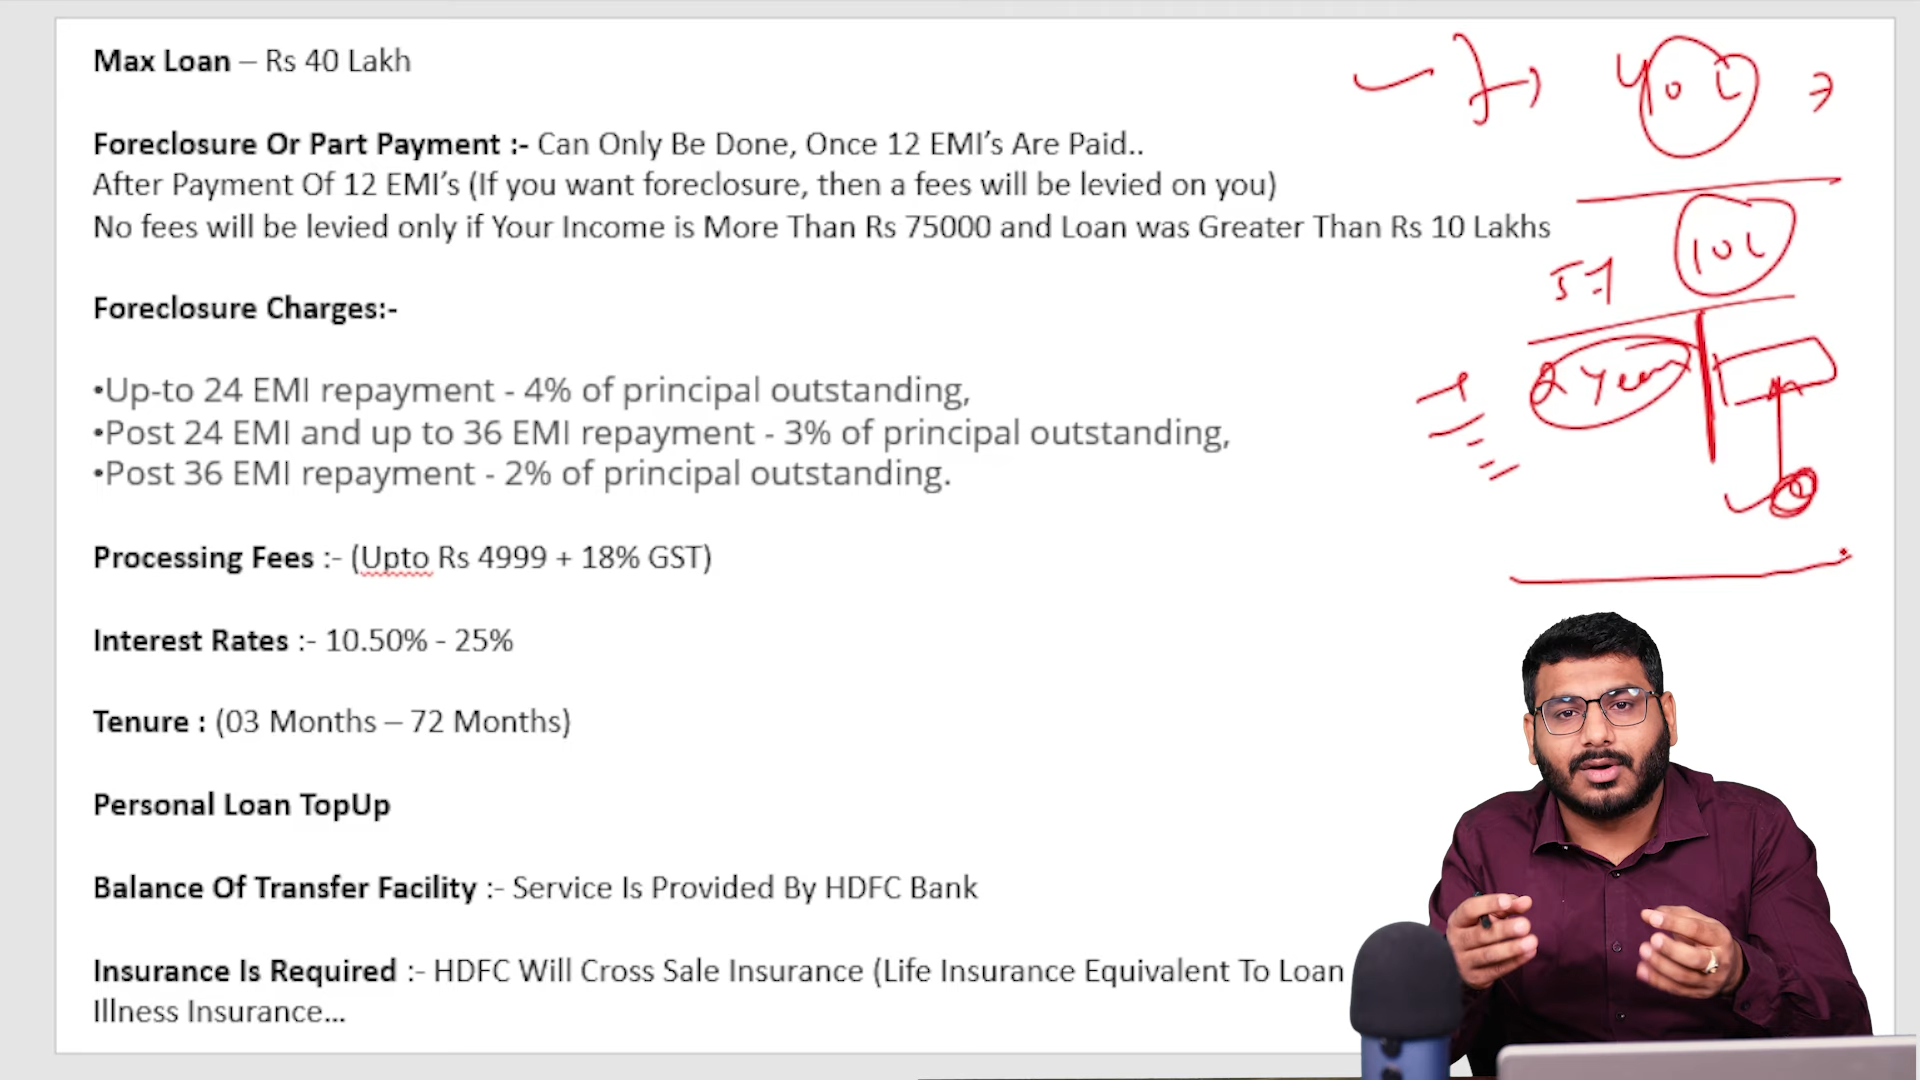 Max Loan – Rs 40 Lakh
Foreclosure Or Part Payment :- Can Only Be Done, Once 12 EMI's Are Paid..
After Payment Of 12 EMI's (If you want foreclosure, then a fees will be levied on you)
No fees will be levied only if Your Income is More Than Rs 75000 and Loan was Greater Than Rs 10 Lakhs
Foreclosure Charges:-
•Up-to 24 EMI repayment - 4% of principal outstanding,
•Post 24 EMI and up to 36 EMI repayment - 3% of principal outstanding,
•Post 36 EMI repayment - 2% of principal outstanding.
Processing Fees :- (Upto Rs 4999 + 18% GST)
Interest Rates :- 10.50% - 25%
Tenure : (03 Months – 72 Months)
Personal Loan TopUp
Balance Of Transfer Facility :- Service Is Provided By HDFC Bank
Insurance Is Required :- HDFC Will Cross Sale Insurance (Life Insurance Equivalent To Loan
Illness Insurance...
40L
10L
2 Year